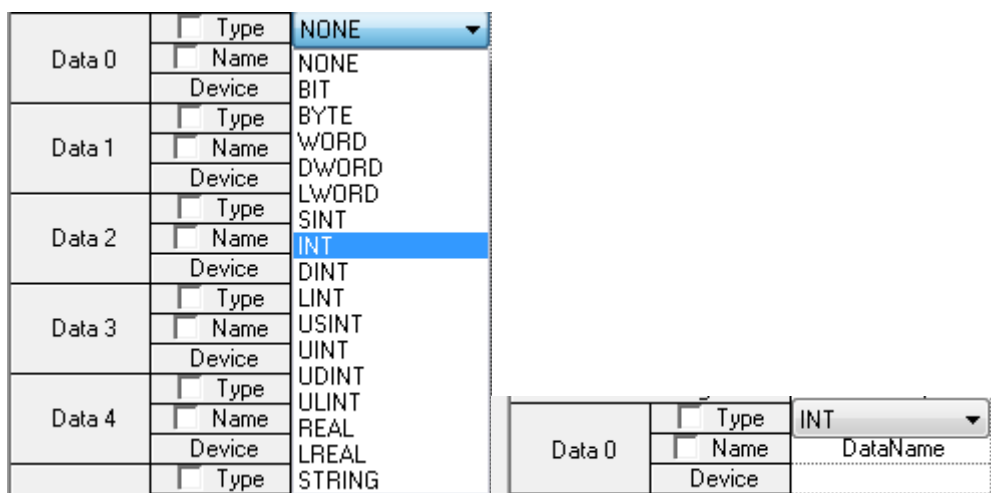 Type NONE
Data 0 Name NONE
Device BIT
Type BYTE
Data 1 Name WORD
Device DWORD
LWORD
Type SINT
Data 2 Name INT
Device DINT
Type LINT
Data 3 Name USINT
Device UINT
Type UDINT
Data 4 Name ULINT
REAL
Device LREAL
Type STRING
Type INT
Data 0 Name DataName
Device